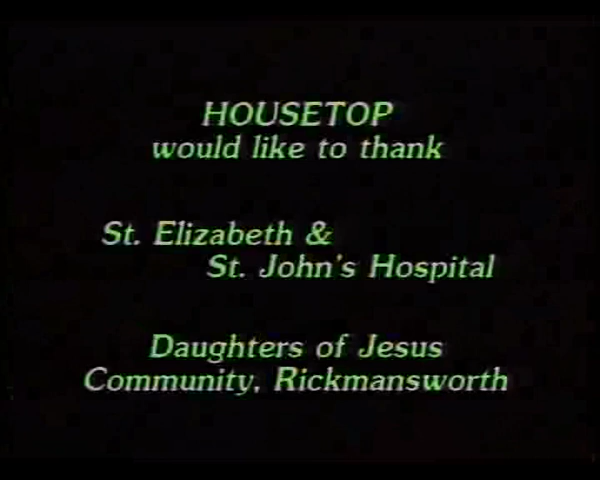 HOUSETOP
would like to thank
St. Elizabeth &
St. John's Hospital
Daughters of Jesus
Community, Rickmansworth